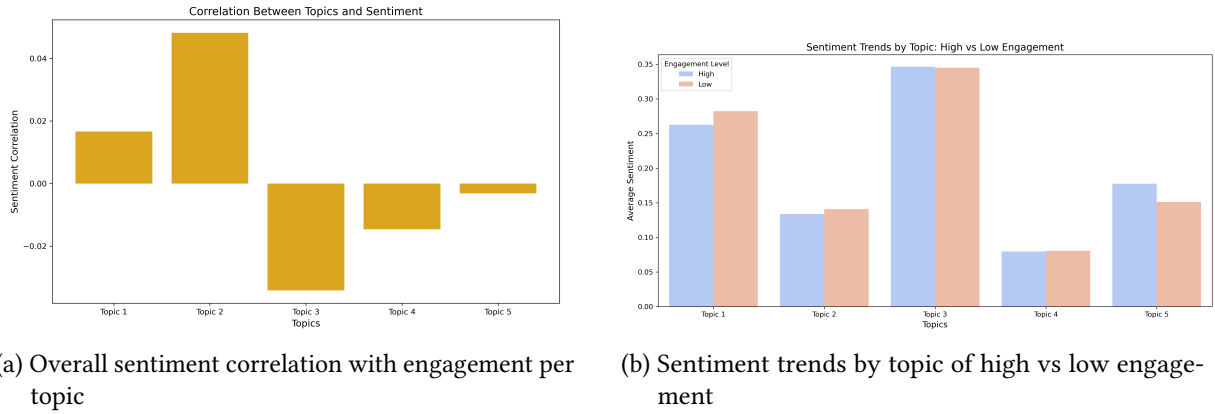 Correlation Between Topics and Sentiment
Sentiment Correlation
0.04
0.02
0.00
−0.02
Topic 1 Topic 2 Topic 3 Topic 4 Topic 5
Topics
(a) Overall sentiment correlation with engagement per
topic
Sentiment Trends by Topic: High vs Low Engagement
Engagement Level
High
Low
Average Sentiment
0.35
0.30
0.25
0.20
0.15
0.10
0.05
0.00
Topic 1 Topic 2 Topic 3 Topic 4 Topic 5
Topics
(b) Sentiment trends by topic of high vs low engage-
ment